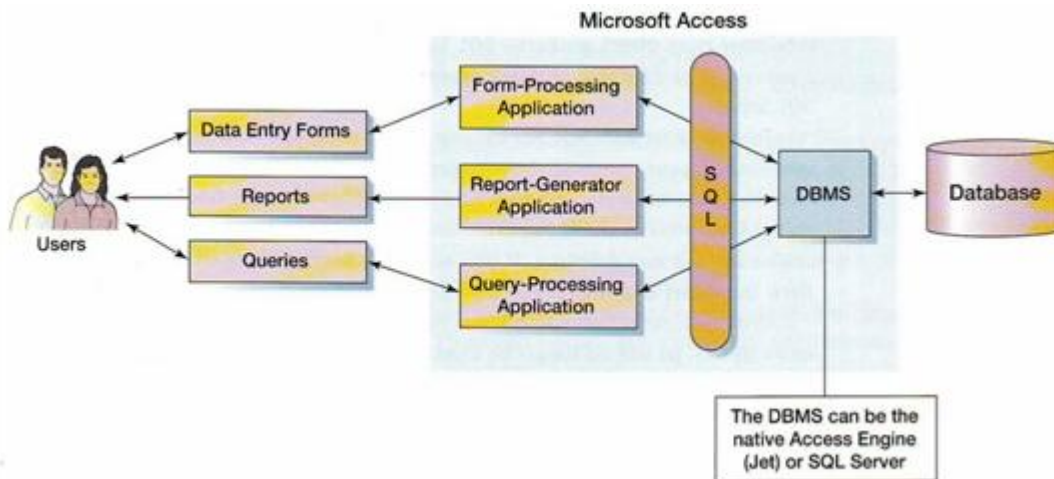 Microsoft Access
Form-Processing
Application
Data Entry Forms
Reports
Report-Generator
Application
S
Q
L
DBMS
Database
Users
Queries
Query-Processing
Application
The DBMS can be the
native Access Engine
(Jet) or SQL Server